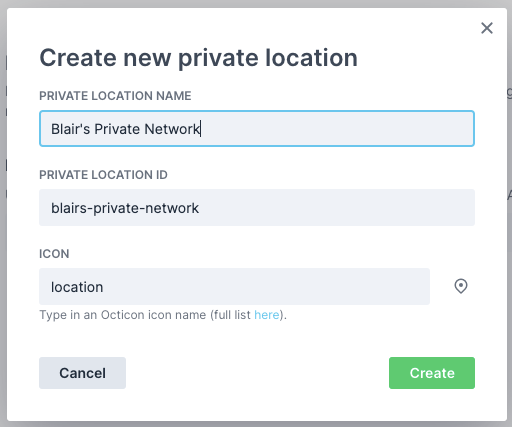 Create new private location
PRIVATE LOCATION NAME
Blair's Private Network
PRIVATE LOCATION ID
blairs-private-network
ICON
location
Type in an Octicon icon name (full list here).
Cancel
Create